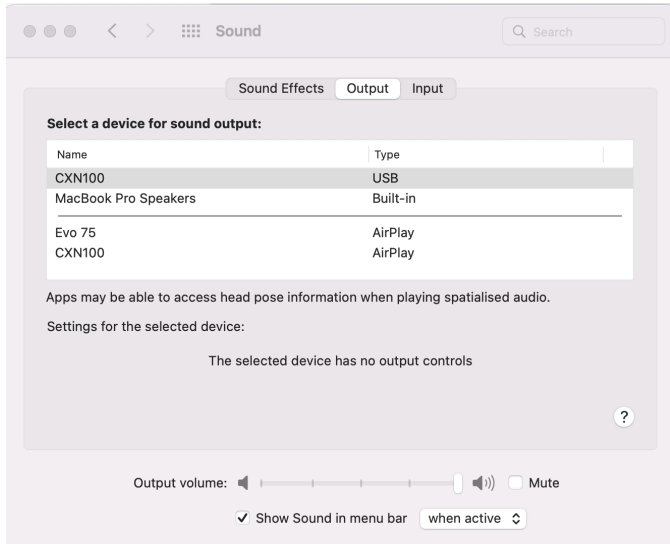 Sound
Search
Sound Effects Output Input
Select a device for sound output:
Name Type
CXN100 USB
MacBook Pro Speakers Built-in
Evo 75 AirPlay
CXN100 AirPlay
Apps may be able to access head pose information when playing spatialised audio.
Settings for the selected device:
The selected device has no output controls
?
Output volume: Mute
Show Sound in menu bar when active